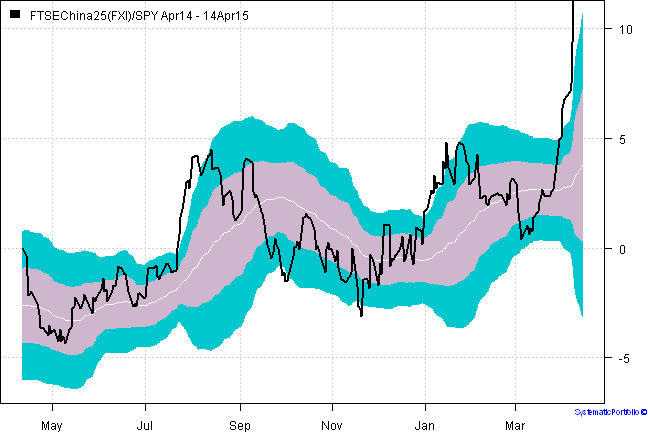 FTSEChina25(FXI)/SPY Apr14 - 14Apr15
10
5
0
-5
May Jul Sep Nov Jan Mar
SystematicPortfolio ©